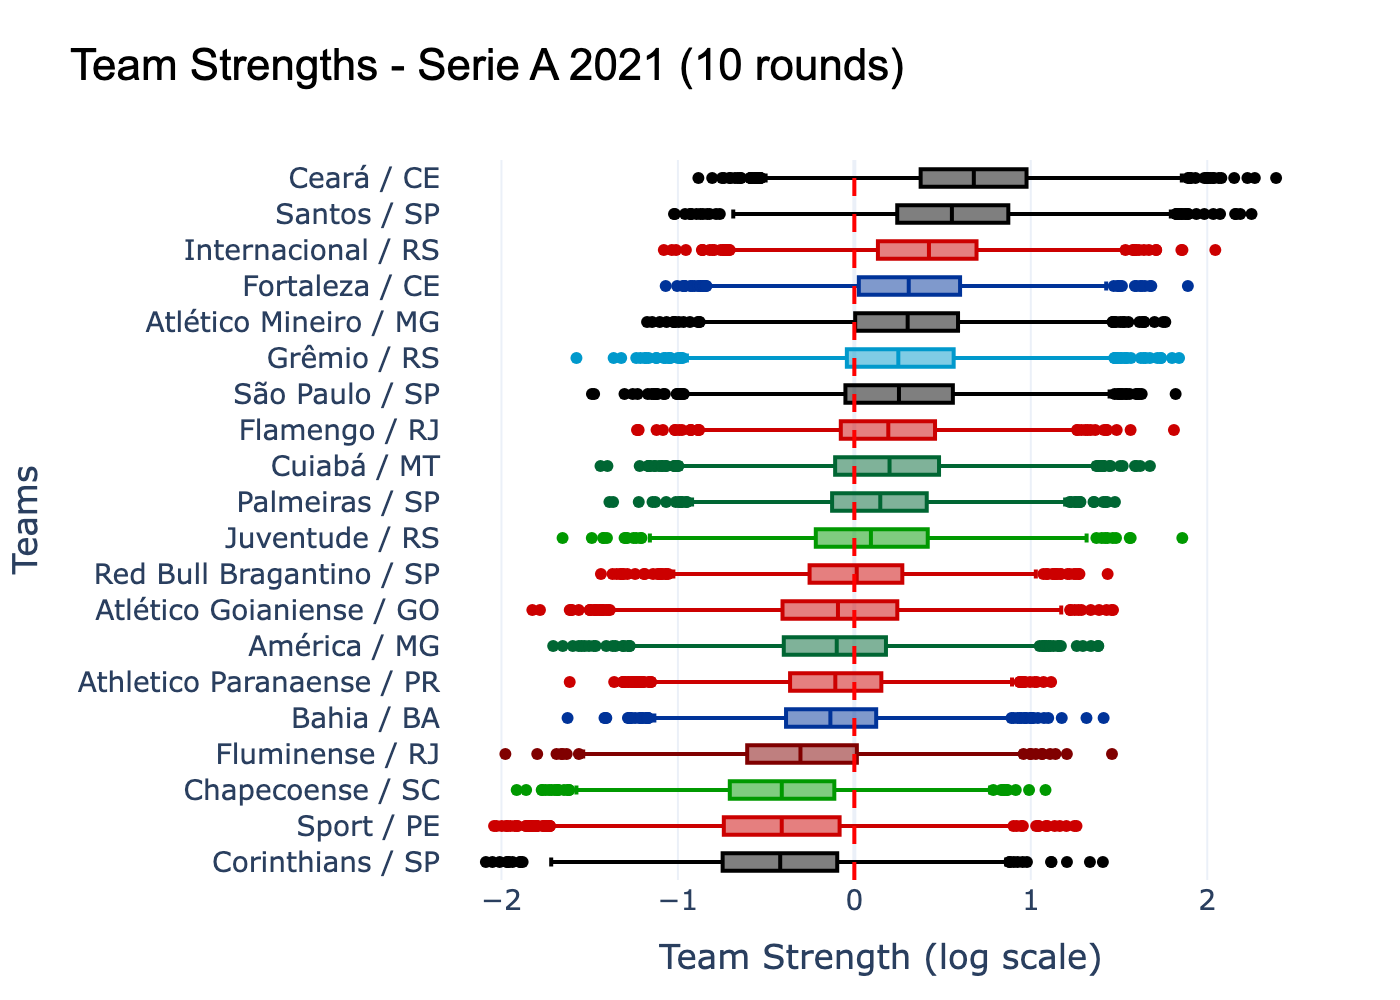 Team Strengths - Serie A 2021 (10 rounds)
Teams
Ceará / CE
Santos / SP
Internacional / RS
Fortaleza / CE
Atlético Mineiro / MG
Grêmio / RS
São Paulo / SP
Flamengo / RJ
Cuiabá / MT
Palmeiras / SP
Juventude / RS
Red Bull Bragantino / SP
Atlético Goianiense / GO
América / MG
Athletico Paranaense / PR
Bahia / BA
Fluminense / RJ
Chapecoense / SC
Sport / PE
Corinthians / SP
−2 −1 0 1 2
Team Strength (log scale)